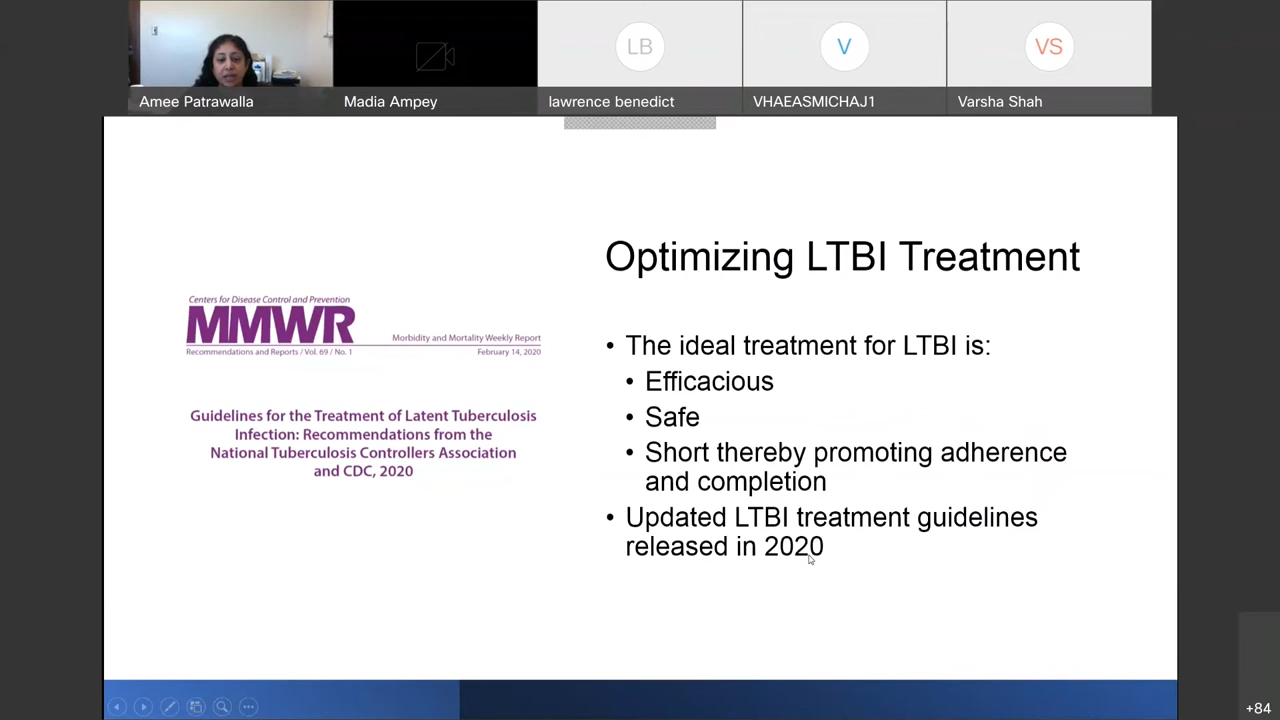 LB
V
VS
Amee Patrawalla
Madia Ampey
lawrence benedict
VHAEASMICHAJ1
Varsha Shah
Optimizing LTBI Treatment
Centers for Disease Control and Prevention
MMWR
Morbidity and Mortality Weekly Report
Recommendations and Reports / Vol. 69 / No. 1
February 14, 2020
Guidelines for the Treatment of Latent Tuberculosis
Infection: Recommendations from the
National Tuberculosis Controllers Association
and CDC, 2020
• The ideal treatment for LTBI is:
• Efficacious
• Safe
• Short thereby promoting adherence
and completion
• Updated LTBI treatment guidelines
released in 2020
+84